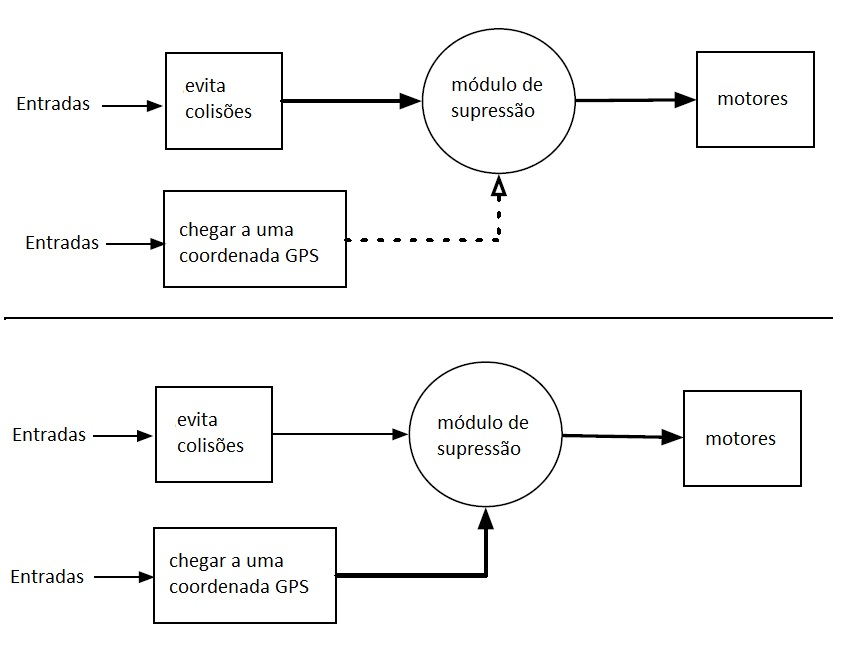 Entradas
evita
colisões
módulo de
supressão
motores
Entradas
chegar a uma
coordenada GPS
Entradas
evita
colisões
módulo de
supressão
motores
Entradas
chegar a uma
coordenada GPS